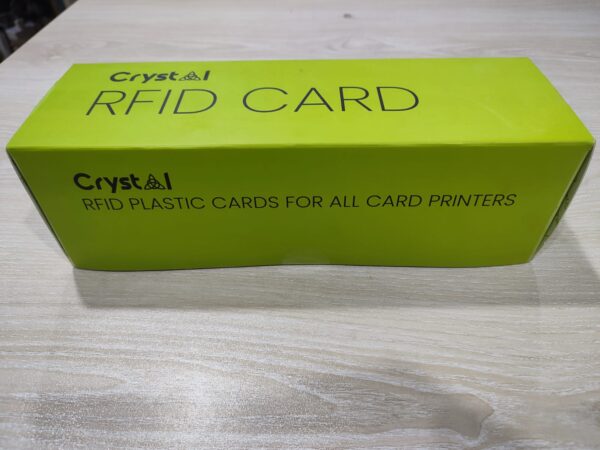 Crystal
RFID CARD
Crystal
RFID PLASTIC CARDS FOR ALL CARD PRINTERS